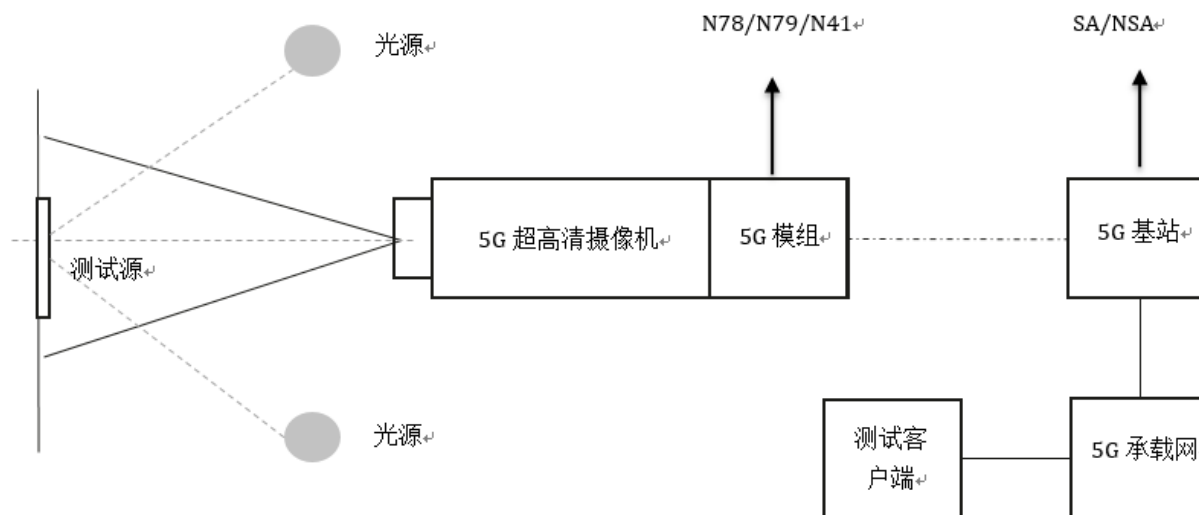 N78/N79/N41
SA/NSA
光源
5G 超高清摄像机
5G 模组
5G 基站
测试源
光源
测试客
户端
5G 承载网